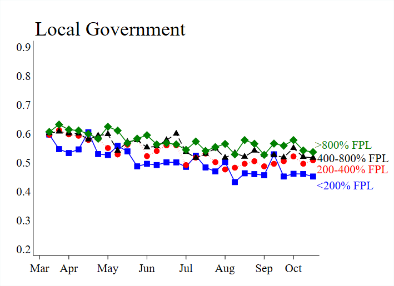 Local Government
0.9
0.8
0.7
0.6
0.5
0.4
0.3
0.2
>800% FPL
400-800% FPL
200-400% FPL
<200% FPL
Mar Apr May Jun Jul Aug Sep Oct